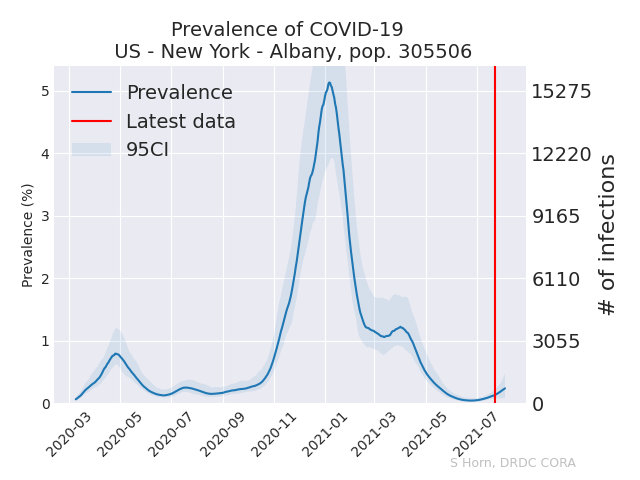 Prevalence of COVID-19
US - New York - Albany, pop. 305506
Prevalence
Latest data
95CI
Prevalence (%)
5
4
3
2
1
0
15275
12220
9165
6110
3055
0
# of infections
2020-03
2020-05
2020-07
2020-09
2020-11
2021-01
2021-03
2021-05
2021-07
S Horn, DRDC CORA